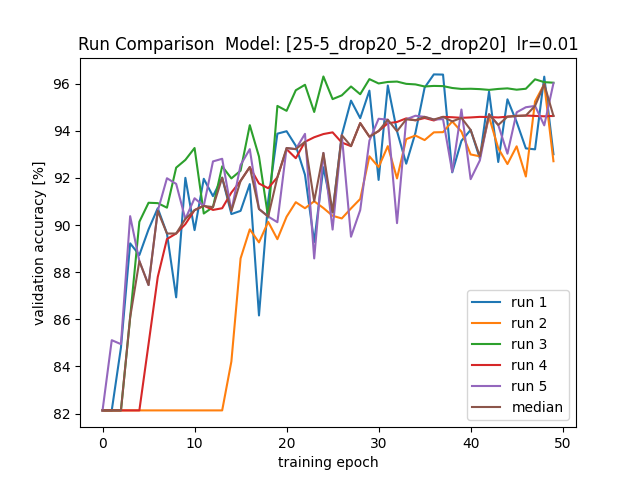 Run Comparison  Model: [25-5_drop20_5-2_drop20]  lr=0.01
validation accuracy [%]
96
94
92
90
88
86
84
82
0 10 20 30 40 50
training epoch
run 1
run 2
run 3
run 4
run 5
median